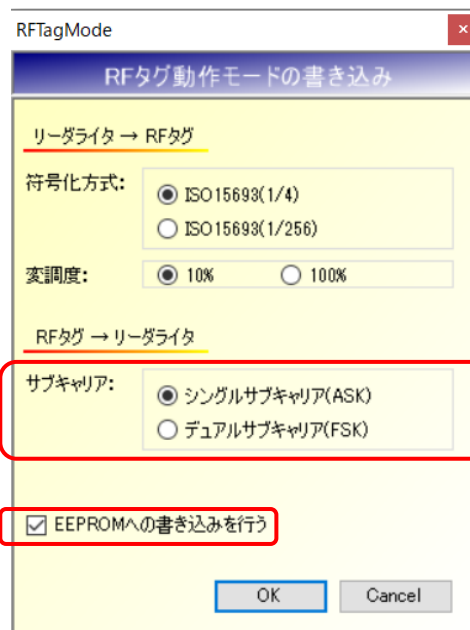 RFTagMode
RFタグ動作モードの書き込み
リーダライタ → RFタグ
符号化方式:
ISO15693(1/4)
ISO15693(1/256)
変調度: 10% 100%
RFタグ → リーダライタ
サブキャリア:
シングルサブキャリア(ASK)
デュアルサブキャリア(FSK)
EEPROMへの書き込みを行う
OK Cancel